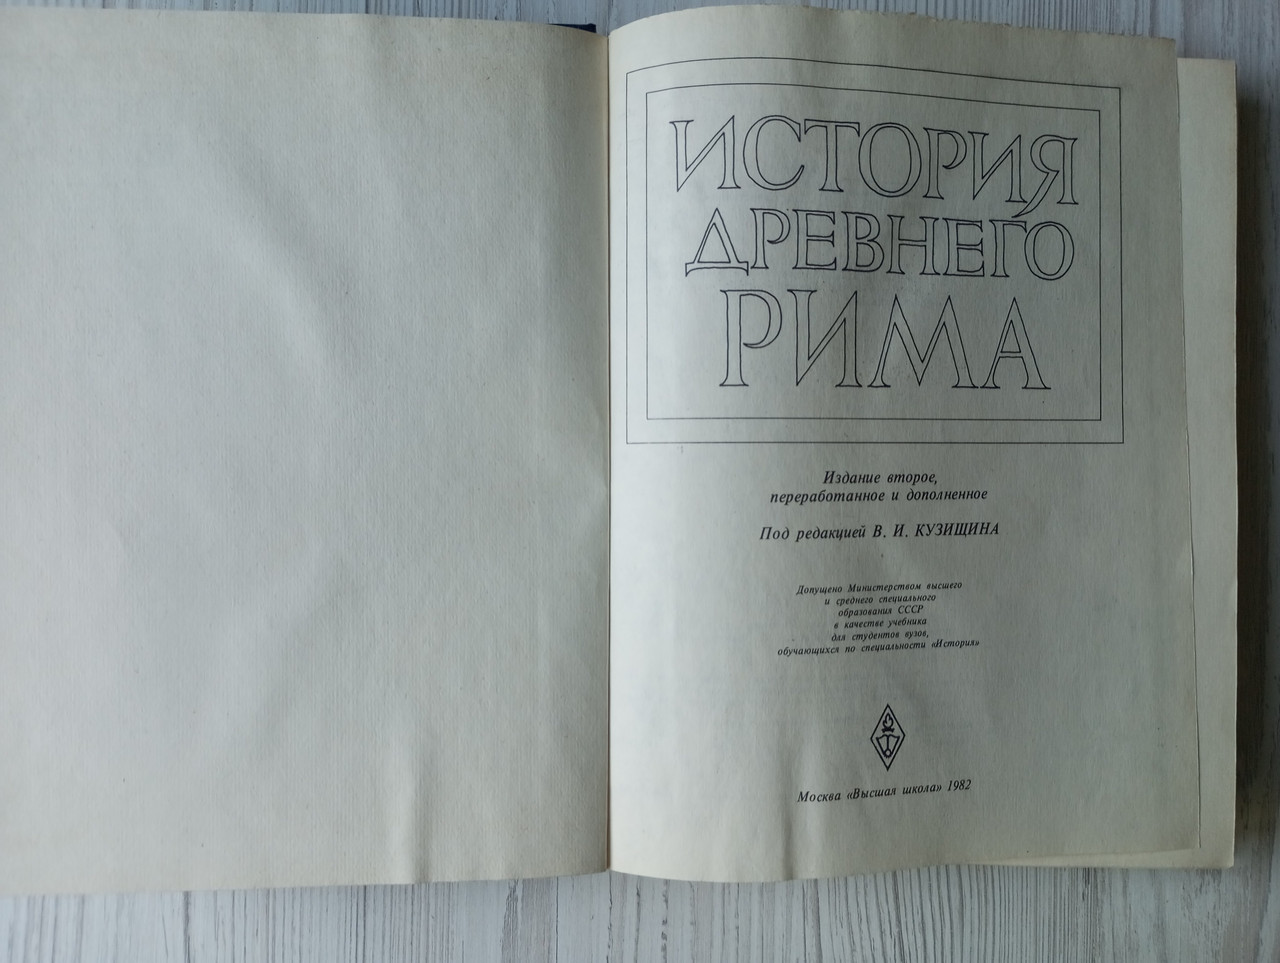 ИСТОРИЯ
ДРЕВНЕГО
РИМА
Издание второе,
переработанное и дополненное
Под редакцией В. И. КУЗИЩИНА
Допущено Министерством высшего
и среднего специального
образования СССР
в качестве учебника
для студентов вузов,
обучающихся по специальности «История»
Москва «Высшая школа» 1982